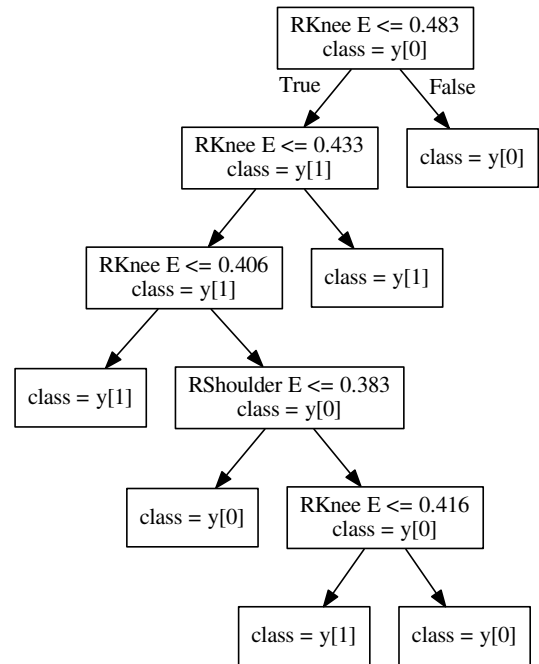 RKnee E <= 0.483
class = y[0]
True
False
RKnee E <= 0.433
class = y[1]
class = y[0]
RKnee E <= 0.406
class = y[1]
class = y[1]
class = y[1]
RShoulder E <= 0.383
class = y[0]
class = y[0]
RKnee E <= 0.416
class = y[0]
class = y[1]
class = y[0]